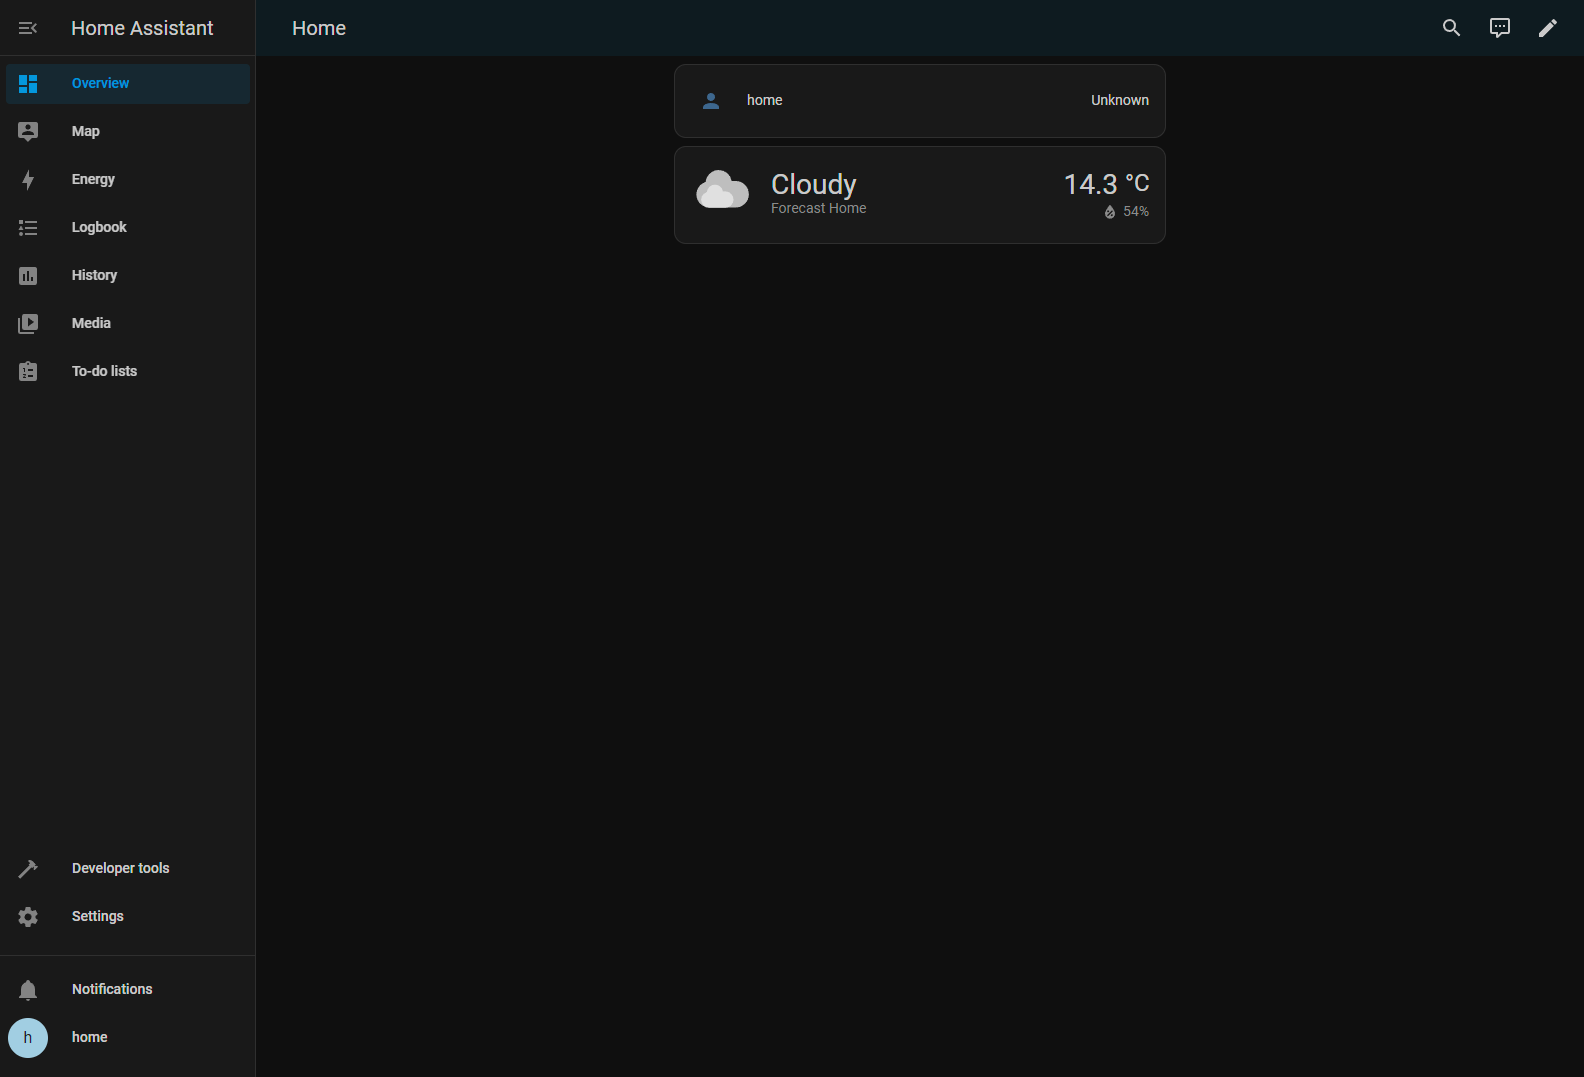 Home Assistant
Home
Overview
Map
Energy
Logbook
History
Media
To-do lists
Developer tools
Settings
Notifications
h
home
home
Unknown
Cloudy
Forecast Home
14.3 °C
54%